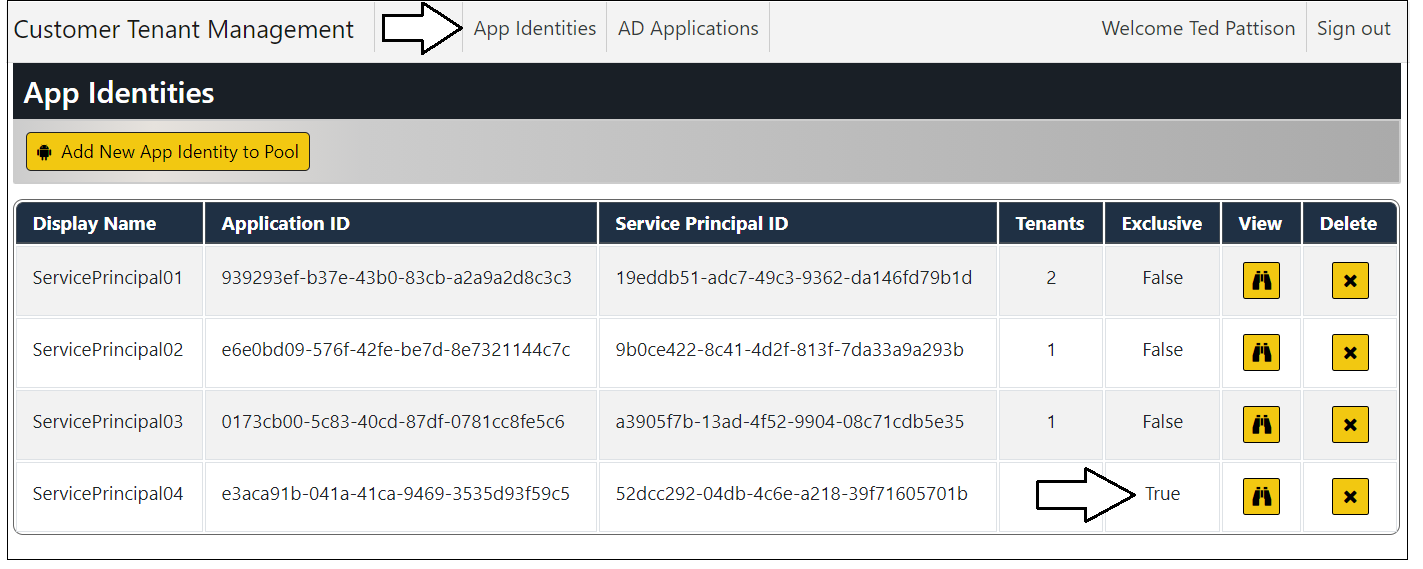 Customer Tenant Management App Identities AD Applications Welcome Ted Pattison Sign out
App Identities
Add New App Identity to Pool
Display Name Application ID Service Principal ID Tenants Exclusive View Delete
ServicePrincipal01 939293ef-b37e-43b0-83cb-a2a9a2d8c3c3 19eddb51-adc7-49c3-9362-da146fd79b1d 2 False
ServicePrincipal02 e6e0bd09-576f-42fe-be7d-8e7321144c7c 9b0ce422-8c41-4d2f-813f-7da33a9a293b 1 False
ServicePrincipal03 0173cb00-5c83-40cd-87df-0781cc8fe5c6 a3905f7b-13ad-4f52-9904-08c71cdb5e35 1 False
ServicePrincipal04 e3aca91b-041a-41ca-9469-3535d93f59c5 52dcc292-04db-4c6e-a218-39f71605701b True